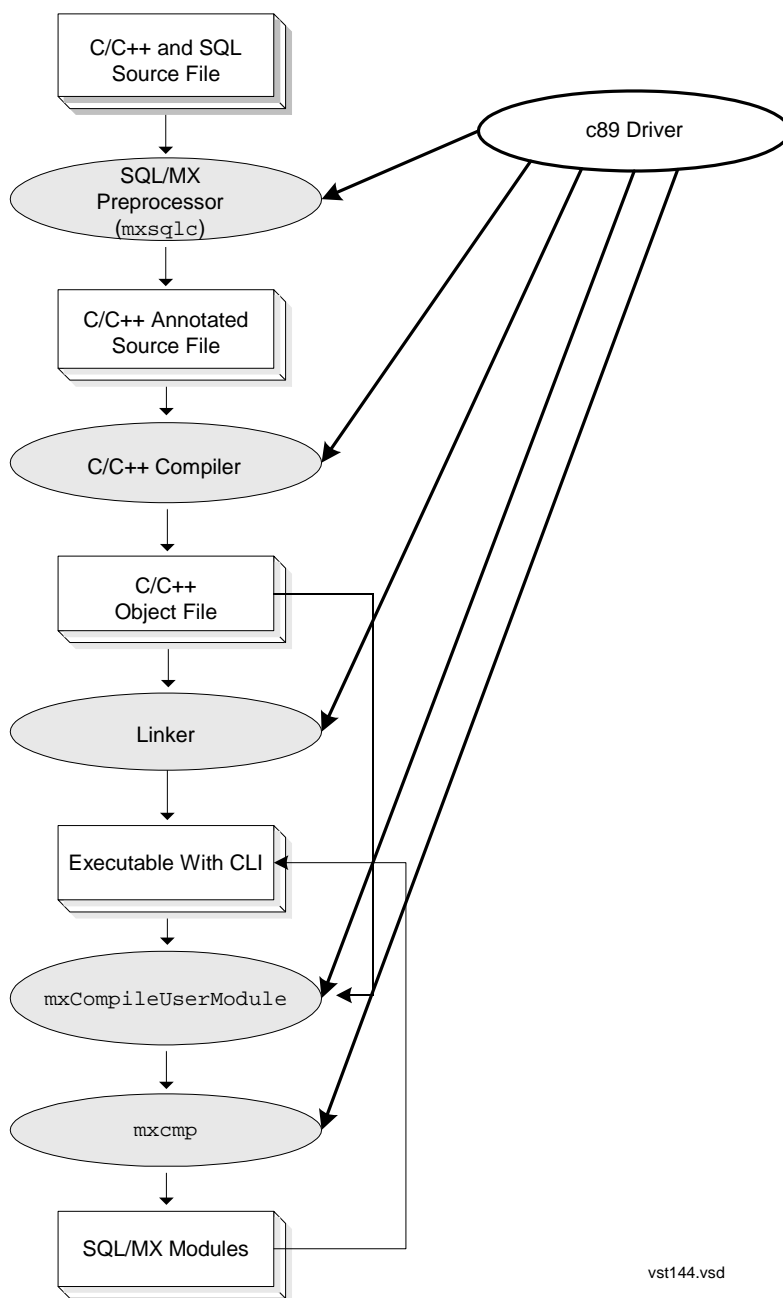 C/C++ and SQL
Source File
c89 Driver
SQL/MX
Preprocessor
(mxsqlc)
C/C++ Annotated
Source File
C/C++ Compiler
C/C++
Object File
Linker
Executable With CLI
mxCompileUserModule
mxcmp
SQL/MX Modules
vst144.vsd